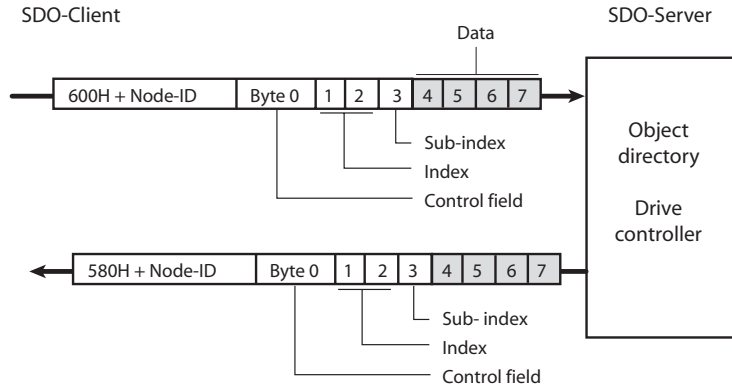 SDO-Client
SDO-Server
Data
600H + Node-ID Byte 0 1 2 3 4 5 6 7
Sub-index
Index
Control field
Object
directory
Drive
controller
580H + Node-ID Byte 0 1 2 3 4 5 6 7
Sub- index
Index
Control field